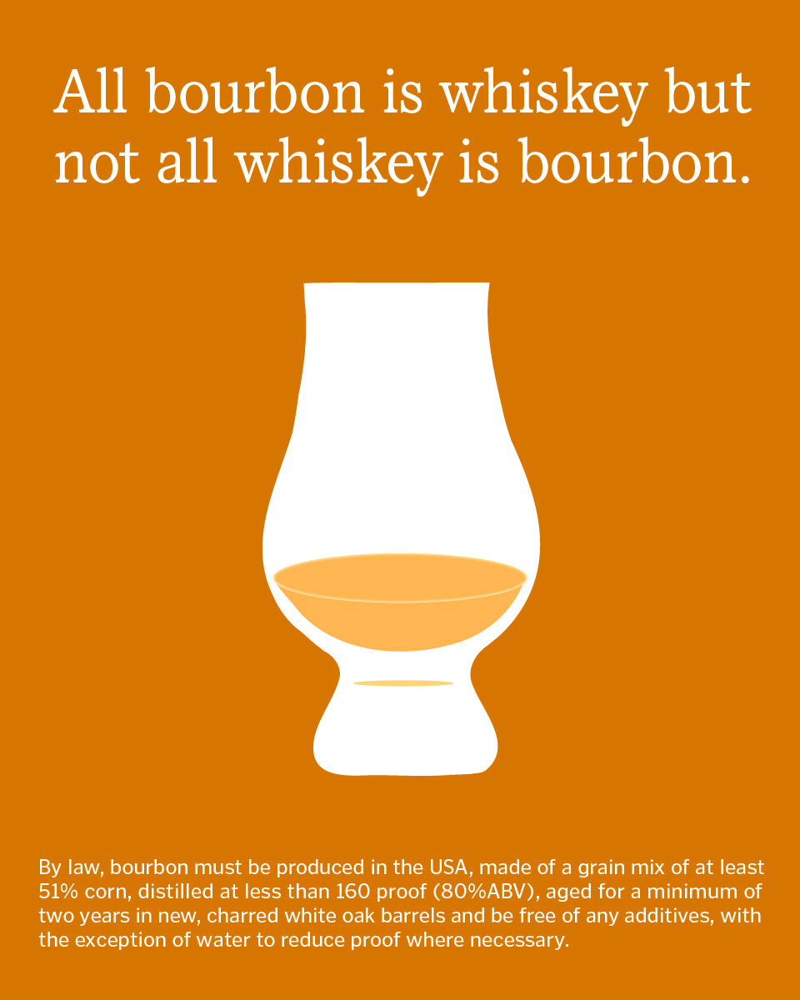 All bourbon is whiskey but
not all whiskey is bourbon.
By law, bourbon must be produced in the USA, made of a grain mix of at least
51% corn, distilled at less than 160 proof (80%ABV), aged for a minimum of
two years in new, charred white oak barrels and be free of any additives, with
the exception of water to reduce proof where necessary.